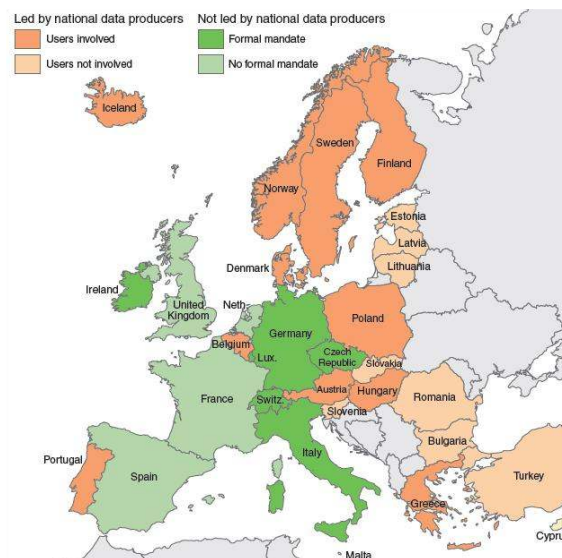 Led by national data producers
Not led by national data producers
Users involved
Formal mandate
Users not involved
No formal mandate
Iceland
Sweden
Finland
Norway
Estonia
Latvia
Lithuania
Denmark
Ireland
United
Kingdom
Neth
Poland
Germany
Belgium
Lux.
Czech
Republic
Slovakia
France
Switz
Austria
Hungary
Slovenia
Romania
Italy
Bulgaria
Portugal
Spain
Turkey
Greece
Cypru
Malta